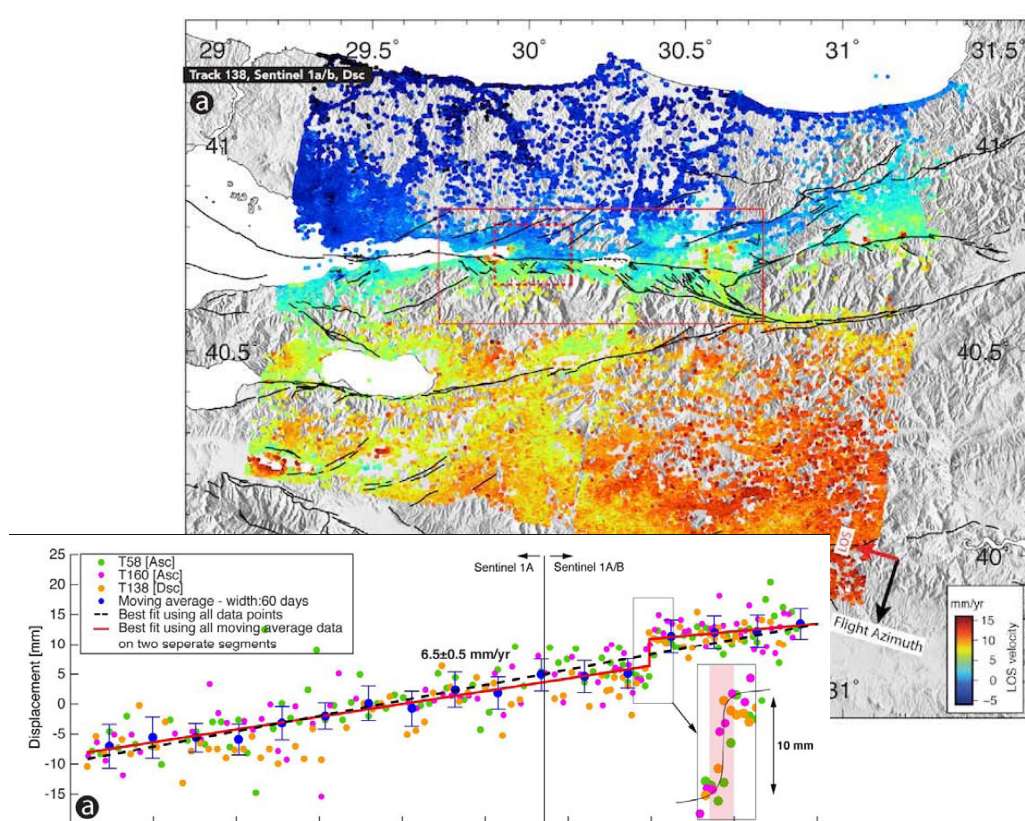 29° 29.5° 30° 30.5° 31° 31.5°
Track 138, Sentinel 1a/b, Dsc
a
41° 41°
40.5° 40.5°
40°
LOS
Flight Azimuth
mm/yr
15
10
5
0
-5
LOS velocity
31°
25
20
15
10
5
0
-5
-10
-15
Displacement [mm]
T58 [Asc]
T160 [Asc]
T138 [Dsc]
Moving average - width:60 days
Best fit using all data points
Best fit using all moving average data
on two seperate segments
Sentinel 1A Sentinel 1A/B
6.5±0.5 mm/yr
10 mm
a